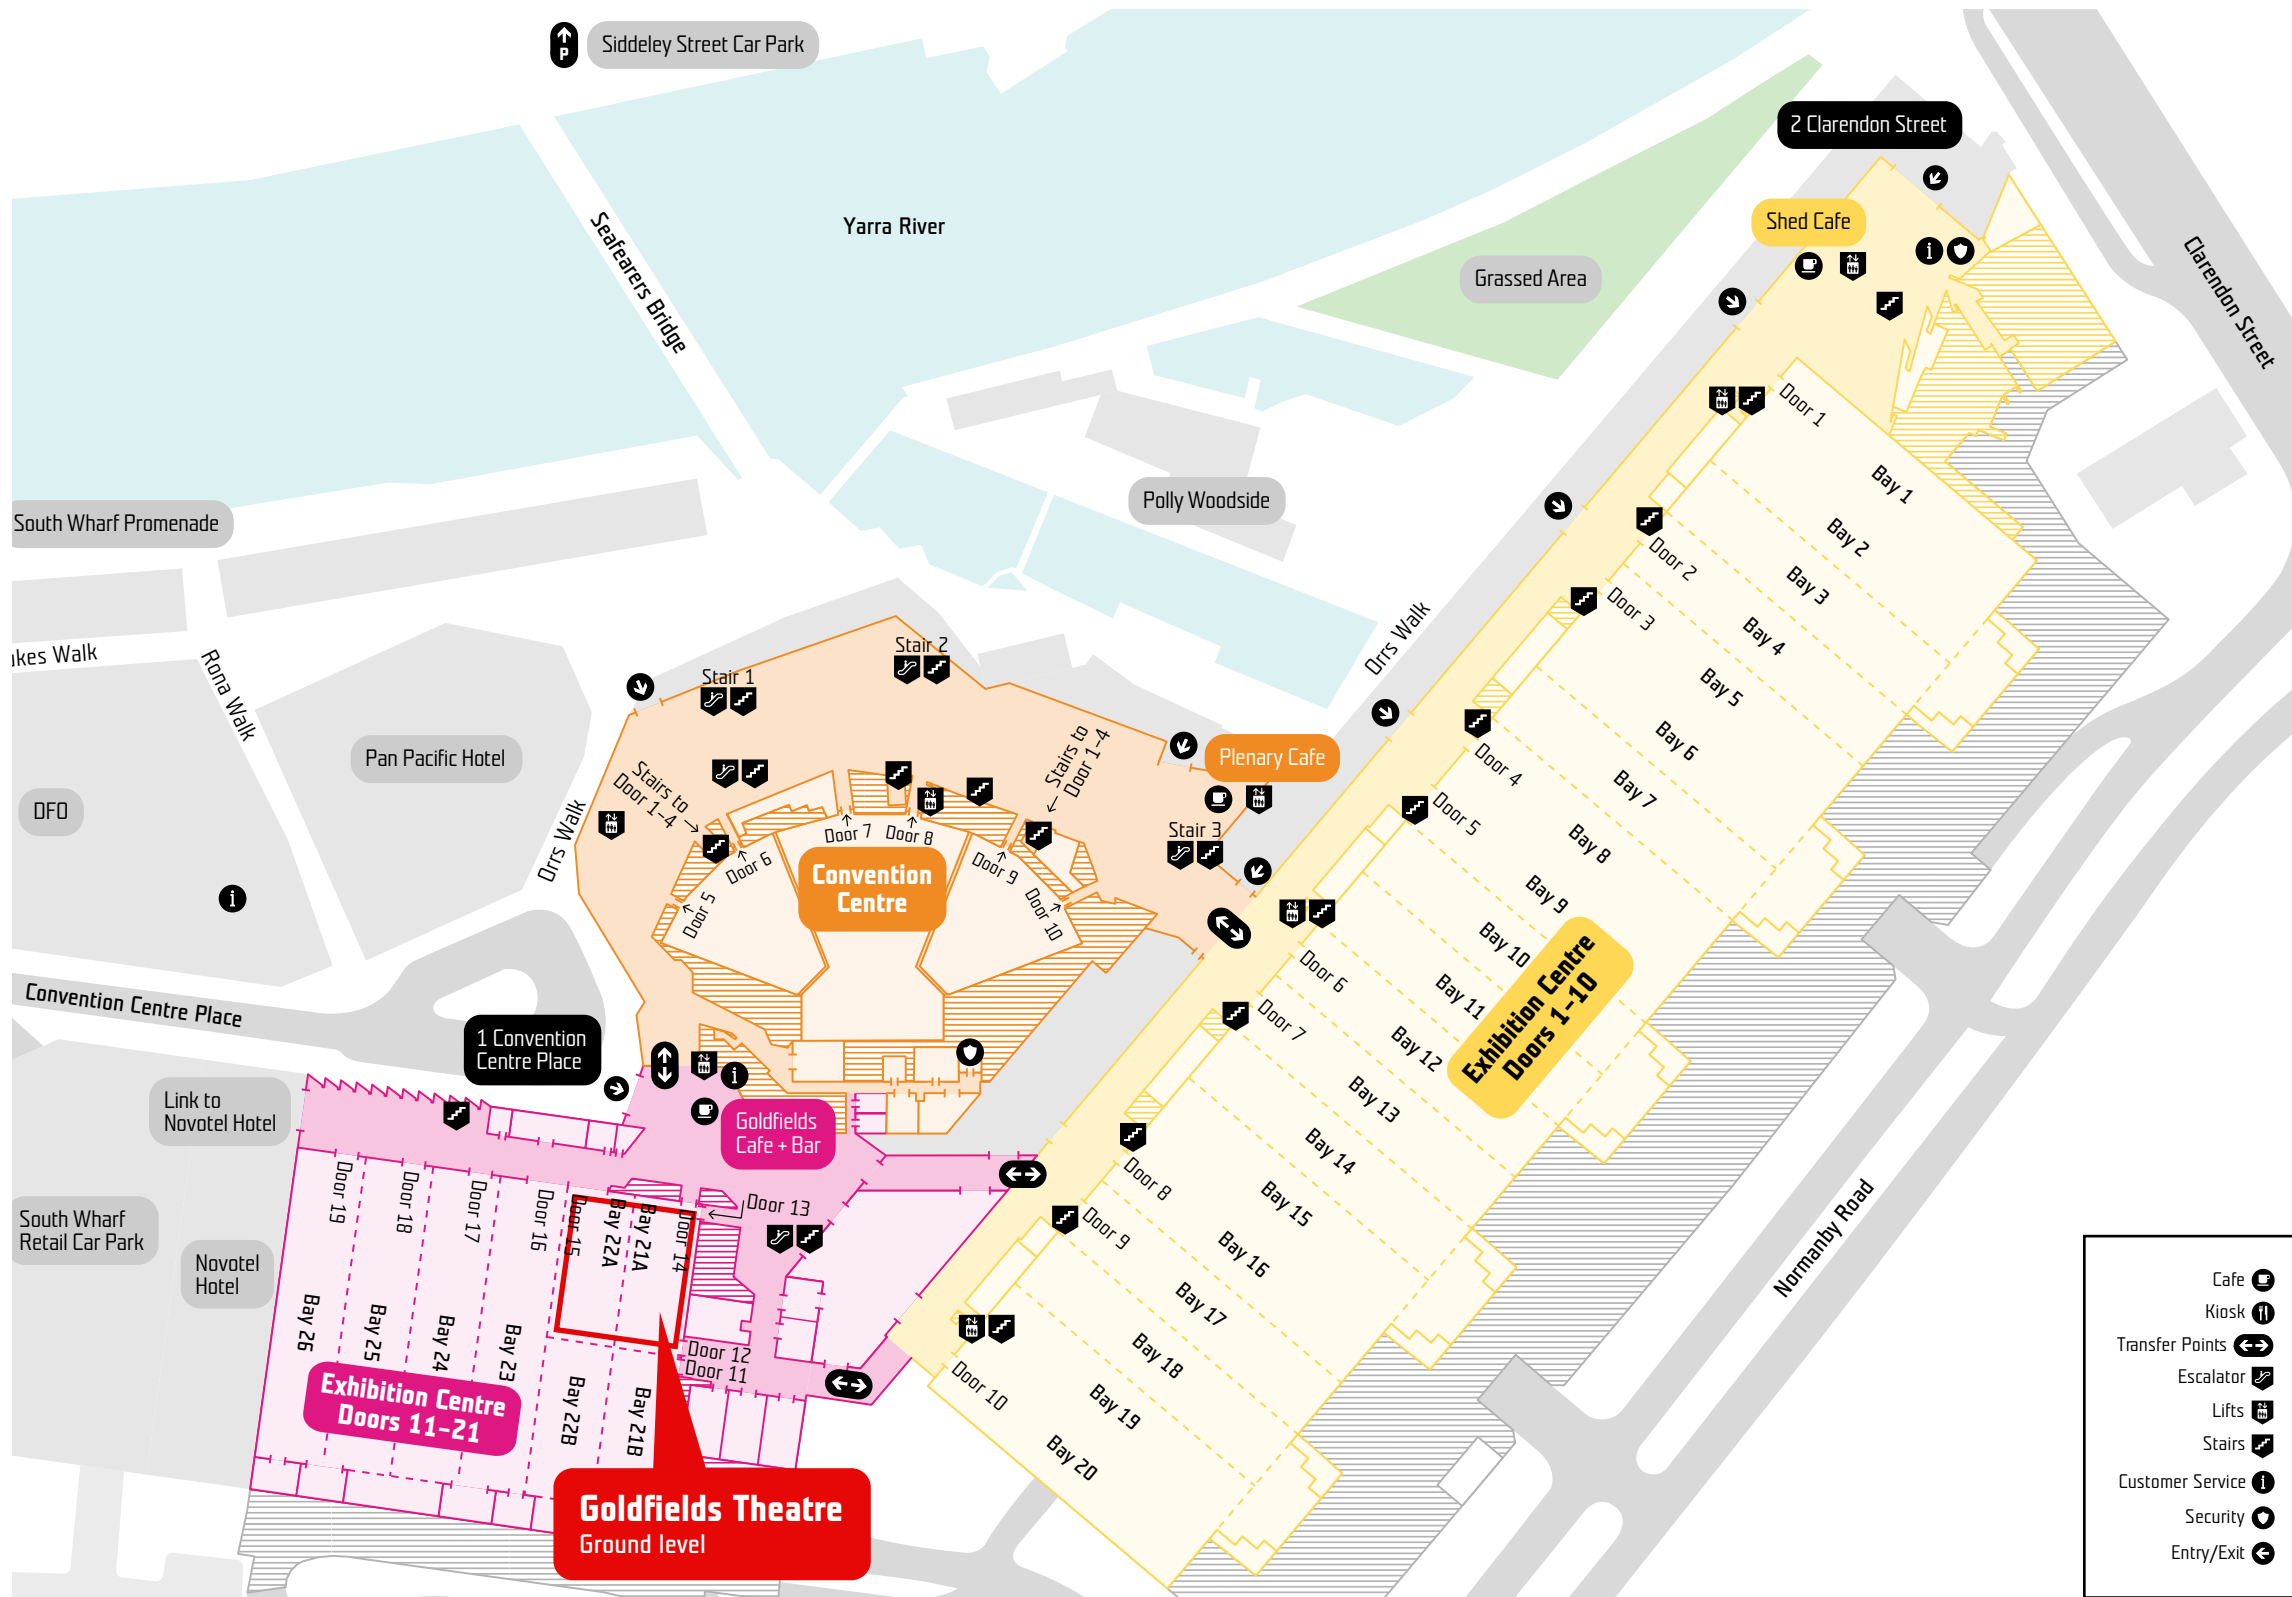 P
Siddeley Street Car Park
2 Clarendon Street
Seafearers Bridge
Yarra River
Shed Cafe
i
Grassed Area
Clarendon Street
Door 1
Bay 1
Polly Woodside
Bay 2
South Wharf Promenade
Door 2
Bay 3
Door 3
Bay 4
Orrs Walk
Stair 2
Stair 1
ukes Walk
Rona Walk
Bay 5
Bay 6
Pan Pacific Hotel
Stairs to
Door 1-4
Stairs to
Door 1-4
Plenary Cafe
Door 4
Bay 7
DFO
Door 5
Bay 8
Orrs Walk
Door 7
Door 8
Stair 3
Door 6
Door 9
Convention
Centre
Door 5
Door 10
i
Bay 9
Bay 10
Door 6
Bay 11
Exhibition Centre
Doors 1-10
Convention Centre Place
Door 7
Bay 12
1 Convention
Centre Place
i
Bay 13
Link to
Novotel Hotel
Goldfields
Cafe + Bar
Bay 14
Door 8
Bay 15
Door 19
Door 18
Door 17
Door 16
Door 15
Bay 22A
Bay 21A
Door 14
Door 13
South Wharf
Retail Car Park
Door 9
Bay 16
Normanby Road
Novotel
Hotel
Bay 17
Bay 26
Bay 25
Bay 24
Bay 23
Door 12
Door 11
Bay 18
Door 10
Bay 19
Exhibition Centre
Doors 11-21
Bay 22B
Bay 21B
Bay 20
Goldfields Theatre
Ground level
Cafe
Kiosk
Transfer Points
Escalator
Lifts
Stairs
Customer Service i
Security
Entry/Exit